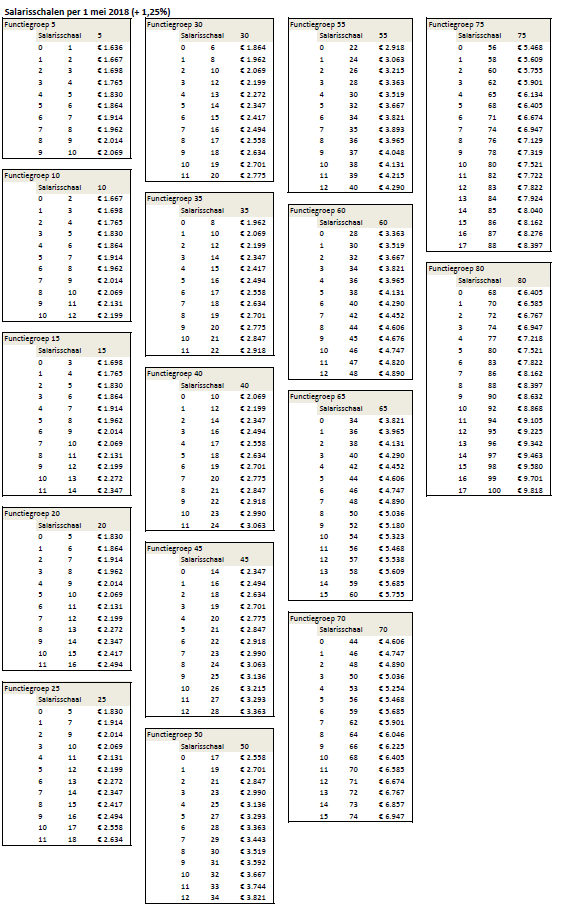 Salarisschalen per 1 mei 2018 (+ 1,25%)
Functiegroep 5
Salarisschaal 5
0 1 € 1.636
1 2 € 1.667
2 3 € 1.698
3 4 € 1.765
4 5 € 1.830
5 6 € 1.864
6 7 € 1.914
7 8 € 1.962
8 9 € 2.014
9 10 € 2.069
Functiegroep 10
Salarisschaal 10
0 2 € 1.667
1 3 € 1.698
2 4 € 1.765
3 5 € 1.830
4 6 € 1.864
5 7 € 1.914
6 8 € 1.962
7 9 € 2.014
8 10 € 2.069
9 11 € 2.131
10 12 € 2.199
Functiegroep 15
Salarisschaal 15
0 3 € 1.698
1 4 € 1.765
2 5 € 1.830
3 6 € 1.864
4 7 € 1.914
5 8 € 1.962
6 9 € 2.014
7 10 € 2.069
8 11 € 2.131
9 12 € 2.199
10 13 € 2.272
11 14 € 2.347
Functiegroep 20
Salarisschaal 20
0 5 € 1.830
1 6 € 1.864
2 7 € 1.914
3 8 € 1.962
4 9 € 2.014
5 10 € 2.069
6 11 € 2.131
7 12 € 2.199
8 13 € 2.272
9 14 € 2.347
10 15 € 2.417
11 16 € 2.494
Functiegroep 25
Salarisschaal 25
0 5 € 1.830
1 7 € 1.914
2 9 € 2.014
3 10 € 2.069
4 11 € 2.131
5 12 € 2.199
6 13 € 2.272
7 14 € 2.347
8 15 € 2.417
9 16 € 2.494
10 17 € 2.558
11 18 € 2.634
Functiegroep 30
Salarisschaal 30
0 6 € 1.864
1 8 € 1.962
2 10 € 2.069
3 12 € 2.199
4 13 € 2.272
5 14 € 2.347
6 15 € 2.417
7 16 € 2.494
8 17 € 2.558
9 18 € 2.634
10 19 € 2.701
11 20 € 2.775
Functiegroep 35
Salarisschaal 35
0 8 € 1.962
1 10 € 2.069
2 12 € 2.199
3 14 € 2.347
4 15 € 2.417
5 16 € 2.494
6 17 € 2.558
7 18 € 2.634
8 19 € 2.701
9 20 € 2.775
10 21 € 2.847
11 22 € 2.918
Functiegroep 40
Salarisschaal 40
0 10 € 2.069
1 12 € 2.199
2 14 € 2.347
3 16 € 2.494
4 17 € 2.558
5 18 € 2.634
6 19 € 2.701
7 20 € 2.775
8 21 € 2.847
9 22 € 2.918
10 23 € 2.990
11 24 € 3.063
Functiegroep 45
Salarisschaal 45
0 14 € 2.347
1 16 € 2.494
2 18 € 2.634
3 19 € 2.701
4 20 € 2.775
5 21 € 2.847
6 22 € 2.918
7 23 € 2.990
8 24 € 3.063
9 25 € 3.136
10 26 € 3.215
11 27 € 3.293
12 28 € 3.363
Functiegroep 50
Salarisschaal 50
0 17 € 2.558
1 19 € 2.701
2 21 € 2.847
3 23 € 2.990
4 25 € 3.136
5 27 € 3.293
6 28 € 3.363
7 29 € 3.443
8 30 € 3.519
9 31 € 3.592
10 32 € 3.667
11 33 € 3.744
12 34 € 3.821
Functiegroep 55
Salarisschaal 55
0 22 € 2.918
1 24 € 3.063
2 26 € 3.215
3 28 € 3.363
4 30 € 3.519
5 32 € 3.667
6 34 € 3.821
7 35 € 3.893
8 36 € 3.965
9 37 € 4.048
10 38 € 4.131
11 39 € 4.215
12 40 € 4.290
Functiegroep 60
Salarisschaal 60
0 28 € 3.363
1 30 € 3.519
2 32 € 3.667
3 34 € 3.821
4 36 € 3.965
5 38 € 4.131
6 40 € 4.290
7 42 € 4.452
8 44 € 4.606
9 45 € 4.676
10 46 € 4.747
11 47 € 4.820
12 48 € 4.890
Functiegroep 65
Salarisschaal 65
0 34 € 3.821
1 36 € 3.965
2 38 € 4.131
3 40 € 4.290
4 42 € 4.452
5 44 € 4.606
6 46 € 4.747
7 48 € 4.890
8 50 € 5.036
9 52 € 5.180
10 54 € 5.323
11 56 € 5.468
12 57 € 5.538
13 58 € 5.609
14 59 € 5.685
15 60 € 5.755
Functiegroep 70
Salarisschaal 70
0 44 € 4.606
1 46 € 4.747
2 48 € 4.890
3 50 € 5.036
4 53 € 5.254
5 56 € 5.468
6 59 € 5.685
7 62 € 5.901
8 64 € 6.046
9 66 € 6.225
10 68 € 6.405
11 70 € 6.585
12 71 € 6.674
13 72 € 6.767
14 73 € 6.857
15 74 € 6.947
Functiegroep 75
Salarisschaal 75
0 56 € 5.468
1 58 € 5.609
2 60 € 5.755
3 62 € 5.901
4 65 € 6.134
5 68 € 6.405
6 71 € 6.674
7 74 € 6.947
8 76 € 7.129
9 78 € 7.319
10 80 € 7.521
11 82 € 7.722
12 83 € 7.822
13 84 € 7.924
14 85 € 8.040
15 86 € 8.162
16 87 € 8.276
17 88 € 8.397
Functiegroep 80
Salarisschaal 80
0 68 € 6.405
1 70 € 6.585
2 72 € 6.767
3 74 € 6.947
4 77 € 7.218
5 80 € 7.521
6 83 € 7.822
7 86 € 8.162
8 88 € 8.397
9 90 € 8.632
10 92 € 8.868
11 94 € 9.105
12 95 € 9.225
13 96 € 9.342
14 97 € 9.463
15 98 € 9.580
16 99 € 9.701
17 100 € 9.818